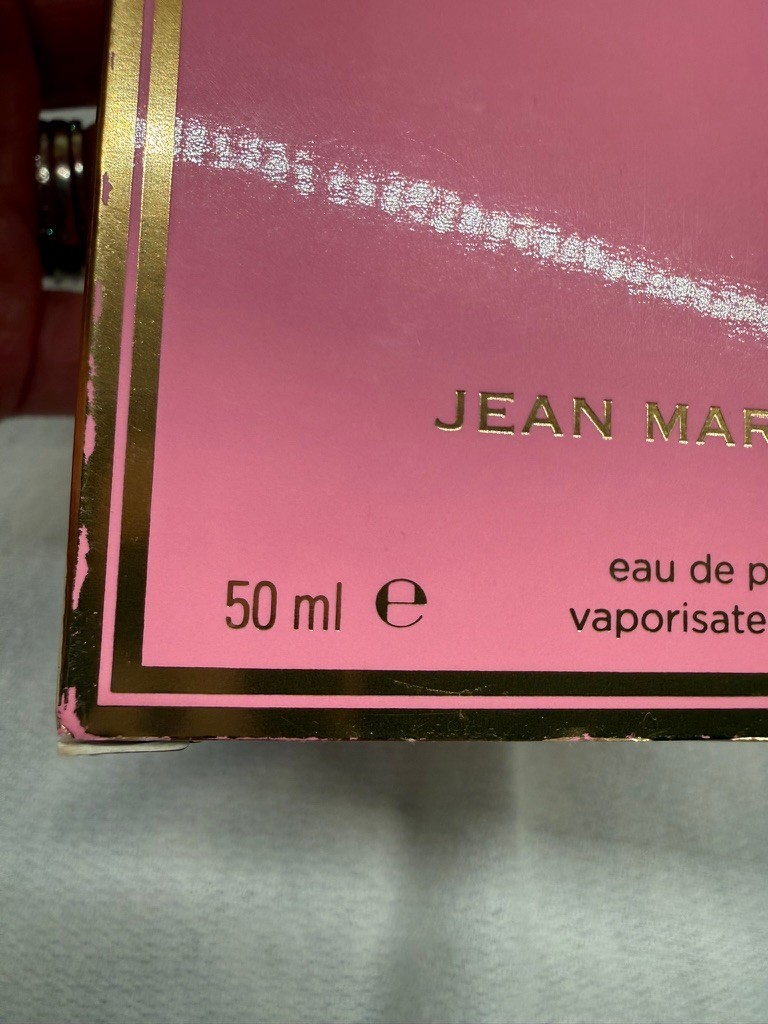 JEAN MAR
50 ml ℮
eau de p
vaporisate